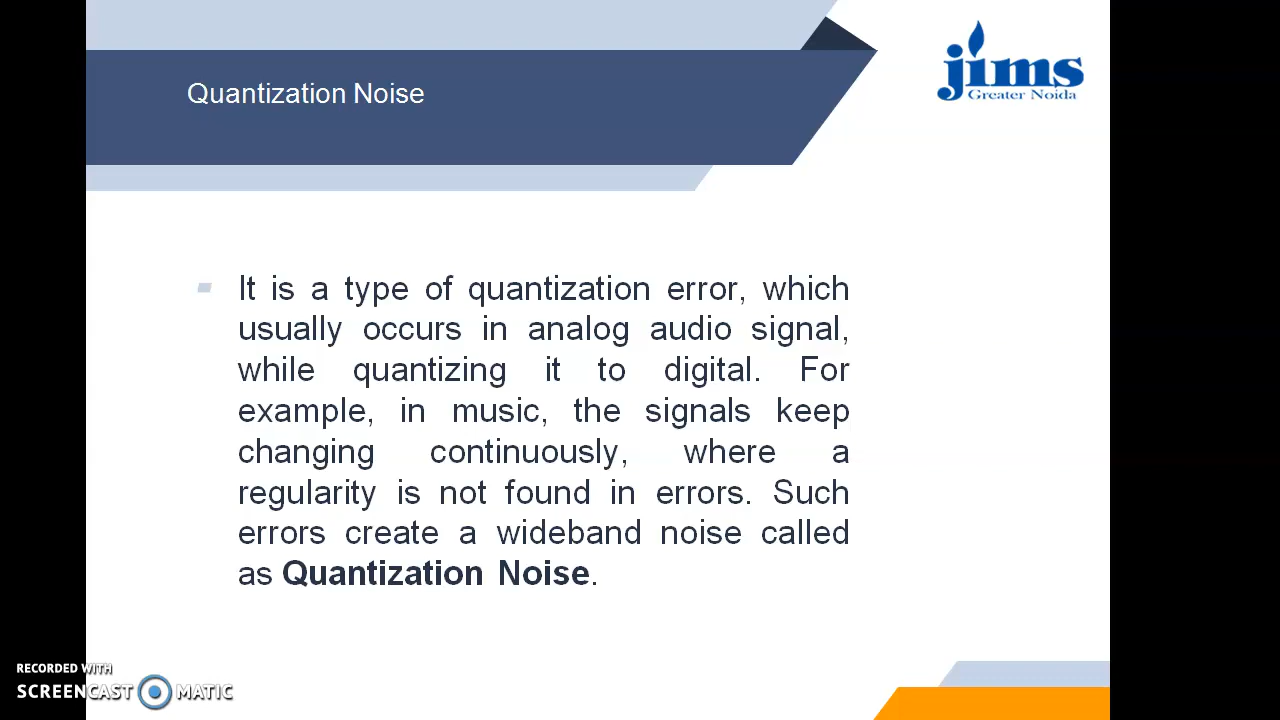 Quantization Noise
jims
Greater Noida
It is a type of quantization error, which
usually occurs in analog audio signal,
while quantizing it to digital. For
example, in music, the signals keep
changing continuously, where a
regularity is not found in errors. Such
errors create a wideband noise called
as Quantization Noise.
RECORDED WITH
SCREENCAST MATIC